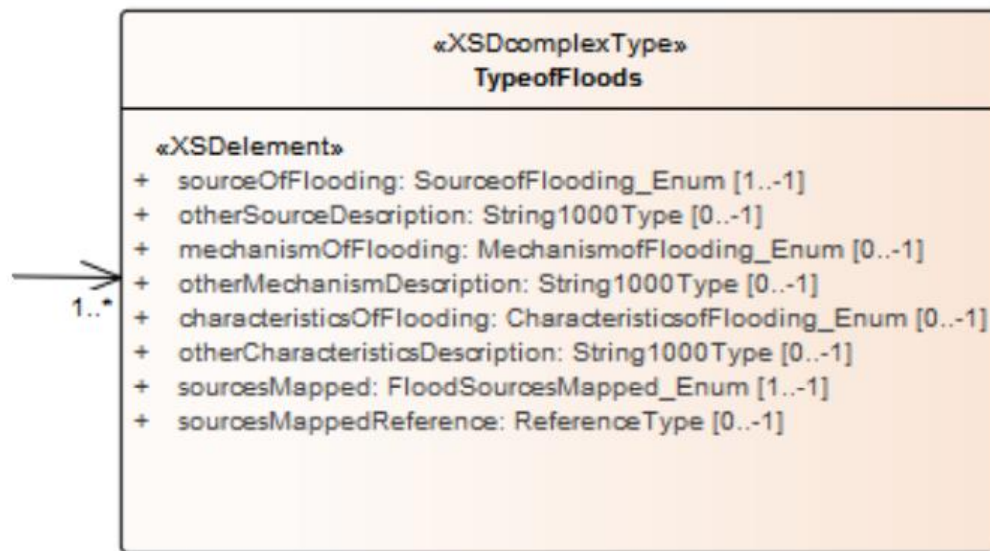 «XSDcomplexType»
TypeofFloods
«XSDelement»
+ sourceOfFlooding: SourceofFlooding_Enum [1..-1]
+ otherSourceDescription: String1000Type [0..-1]
+ mechanismOfFlooding: MechanismofFlooding_Enum [0..-1]
+ otherMechanismDescription: String1000Type [0..-1]
1..*
+ characteristicsOfFlooding: CharacteristicsofFlooding_Enum [0..-1]
+ otherCharacteristicsDescription: String1000Type [0..-1]
+ sourcesMapped: FloodSourcesMapped_Enum [1..-1]
+ sourcesMappedReference: ReferenceType [0..-1]